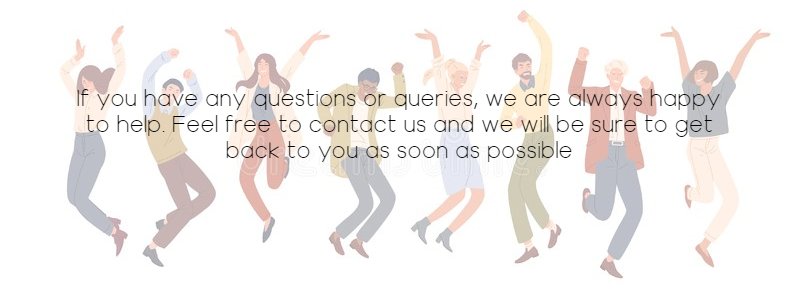 If you have any questions or queries, we are always happy
to help. Feel free to contact us and we will be sure to get
back to you as soon as possible